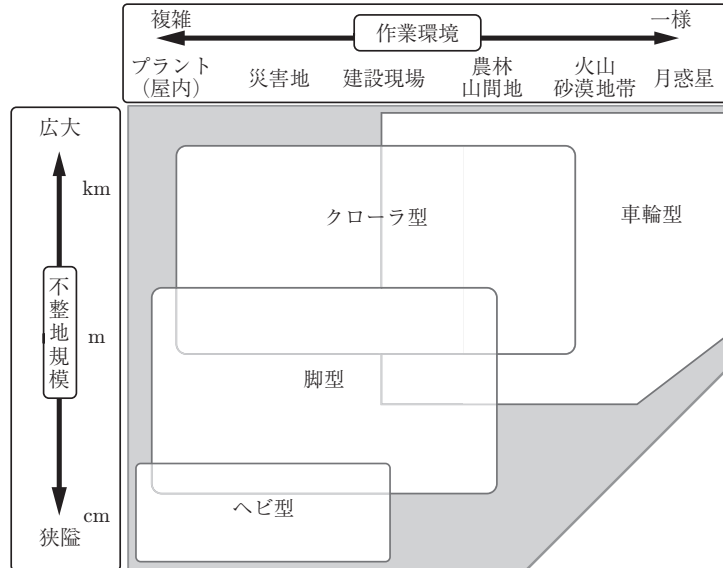 複雑
作業環境
一様
プラント
（屋内）
災害地
建設現場
農林
山間地
火山
砂漠地帯
月惑星
広大
km
不整地規模
m
cm
狭隘
クローラ型
車輪型
脚型
ヘビ型